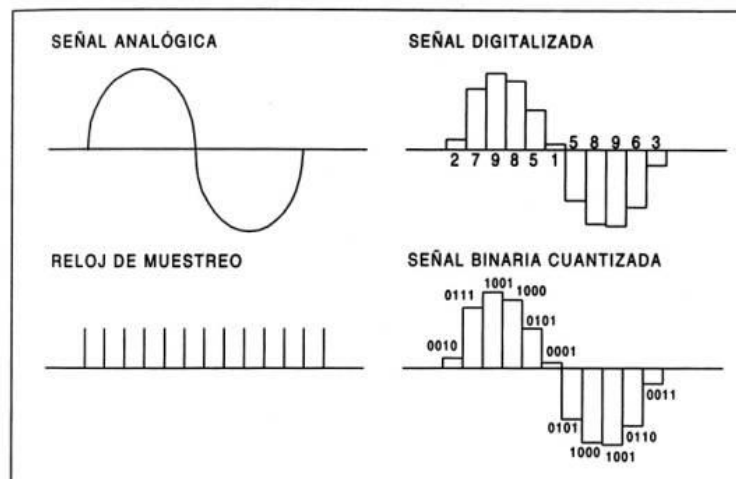 SEÑAL ANALÓGICA
SEÑAL DIGITALIZADA
5 8 9 6 3
2 7 9 8 5 1
RELOJ DE MUESTREO
SEÑAL BINARIA CUANTIZADA
1001
0111 1000
0101
0010 0001
0011
0101 0110
1000 1001